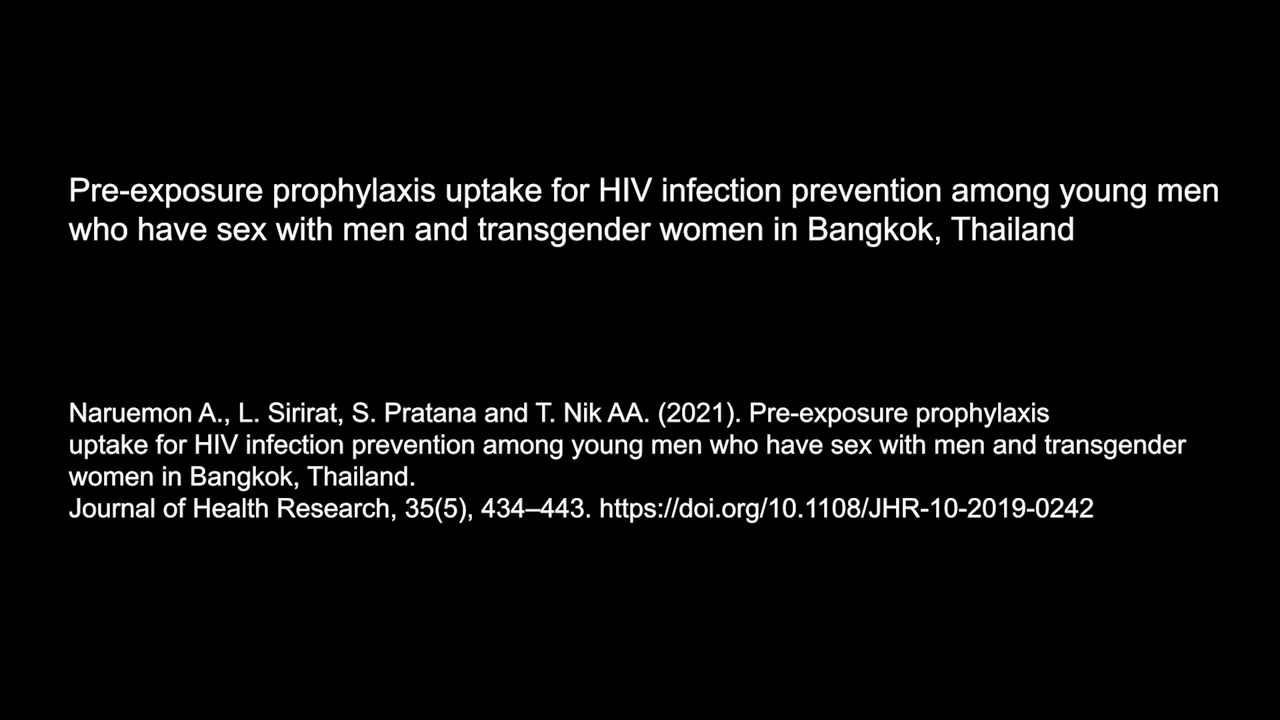 Pre-exposure prophylaxis uptake for HIV infection prevention among young men
who have sex with men and transgender women in Bangkok, Thailand
Naruemon A., L. Sirirat, S. Pratana and T. Nik AA. (2021). Pre-exposure prophylaxis
uptake for HIV infection prevention among young men who have sex with men and transgender
women in Bangkok, Thailand.
Journal of Health Research, 35(5), 434–443. https://doi.org/10.1108/JHR-10-2019-0242